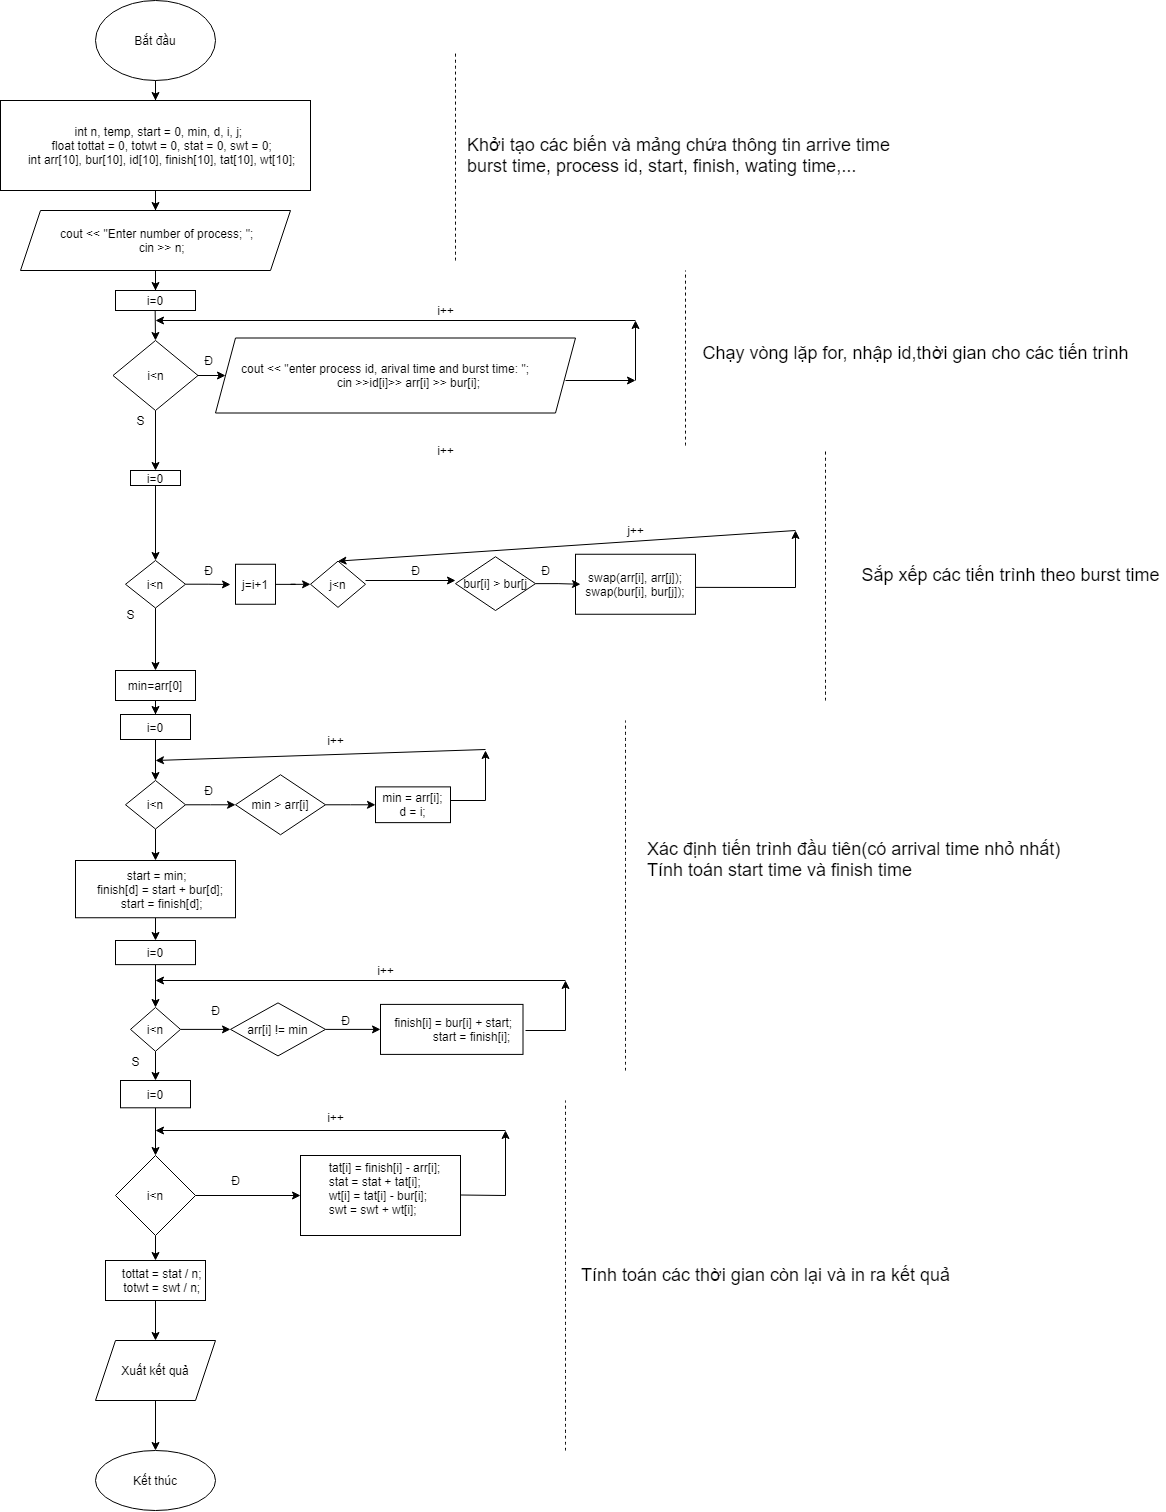 Bắt đầu
int n, temp, start = 0, min, d, i, j;
float tottat = 0, totwt = 0, stat = 0, swt = 0;
int arr[10], bur[10], id[10], finish[10], tat[10], wt[10];
Khởi tạo các biến và mảng chứa thông tin arrive time
burst time, process id, start, finish, wating time,...
cout << "Enter number of process; ";
cin >> n;
i=0
i++
i<n
Đ
cout << "enter process id, arival time and burst time: ";
cin >>id[i]>> arr[i] >> bur[i];
Chạy vòng lặp for, nhập id,thời gian cho các tiến trình
S
i++
i=0
j++
i<n
Đ
j=i+1
j<n
Đ
bur[i] > bur[j
Đ
swap(arr[i], arr[j]);
swap(bur[i], bur[j]);
Sắp xếp các tiến trình theo burst time
S
min=arr[0]
i=0
i++
i<n
Đ
min > arr[i]
min = arr[i];
d = i;
Xác định tiến trình đầu tiên(có arrival time nhỏ nhất)
Tính toán start time và finish time
start = min;
finish[d] = start + bur[d];
start = finish[d];
i=0
i++
i<n
Đ
arr[i] != min
Đ
finish[i] = bur[i] + start;
start = finish[i];
S
i=0
i++
i<n
Đ
tat[i] = finish[i] - arr[i];
stat = stat + tat[i];
wt[i] = tat[i] - bur[i];
swt = swt + wt[i];
tottat = stat / n;
totwt = swt / n;
Tính toán các thời gian còn lại và in ra kết quả
Xuất kết quả
Kết thúc